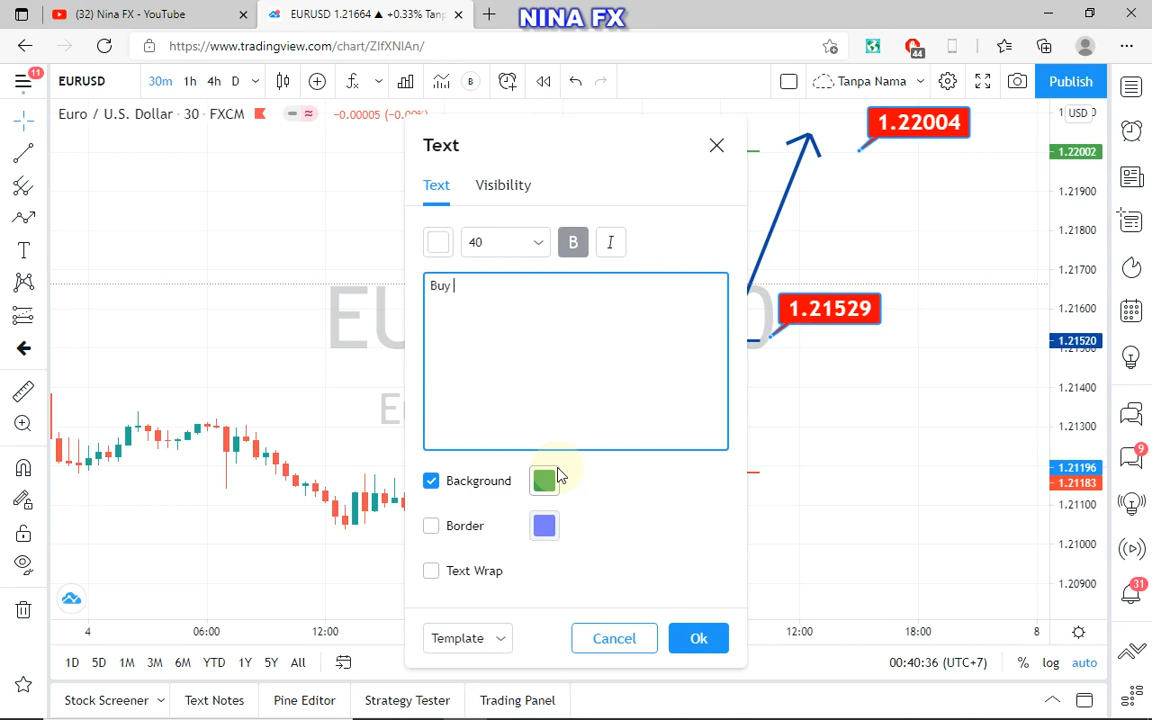 (32) Nina FX - YouTube
EURUSD 1.21664 ▲ +0.33% Tanp
NINA FX
https://www.tradingview.com/chart/ZIfXNIAn/
44
11
EURUSD
30m 1h 4h D
B
Tanpa Nama
Publish
Euro / U.S. Dollar · 30 · FXCM
-0.00005 (-0.00%)
USD
1.22004
1.22002
1.21900
1.21800
1.21700
1.21600
1.21529
1.21520
1.21400
1.21300
1.21196
1.21183
1.21100
1.21000
1.20900
Text
Text Visibility
40 B I
Buy
Background
Border
Text Wrap
Template
Cancel
Ok
9
31
4 06:00 12:00 12:00 18:00 8
1D 5D 1M 3M 6M YTD 1Y 5Y All
00:40:36 (UTC+7) % log auto
Stock Screener Text Notes Pine Editor Strategy Tester Trading Panel